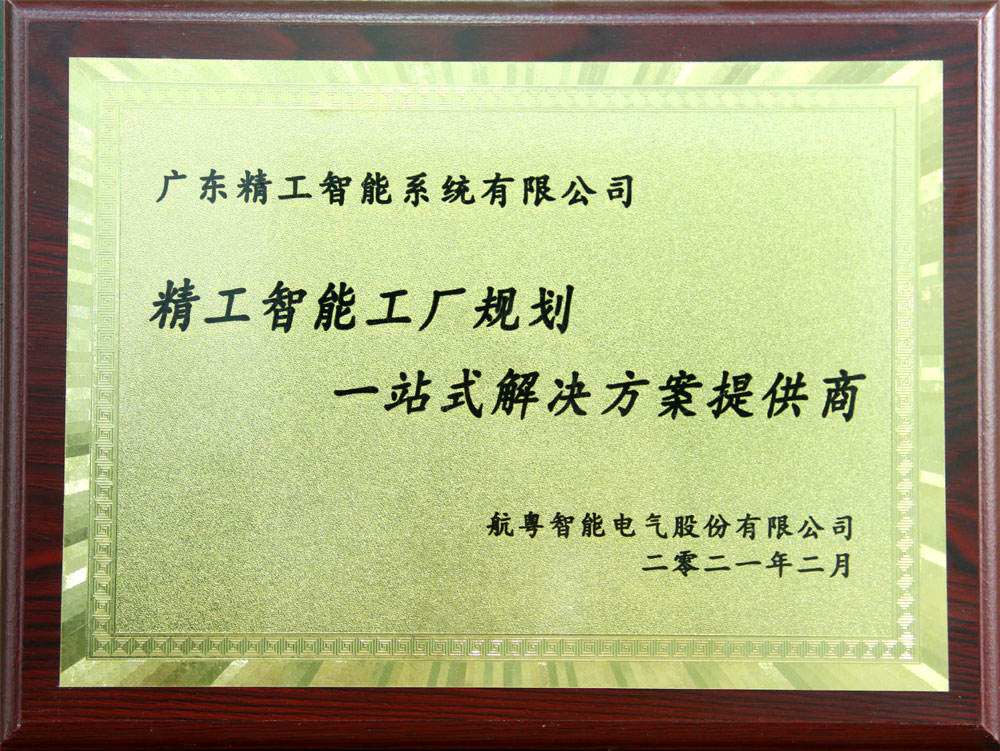 广东精工智能系统有限公司
精工智能工厂规划
一站式解决方案提供商
航粤智能电气股份有限公司
二零二一年二月